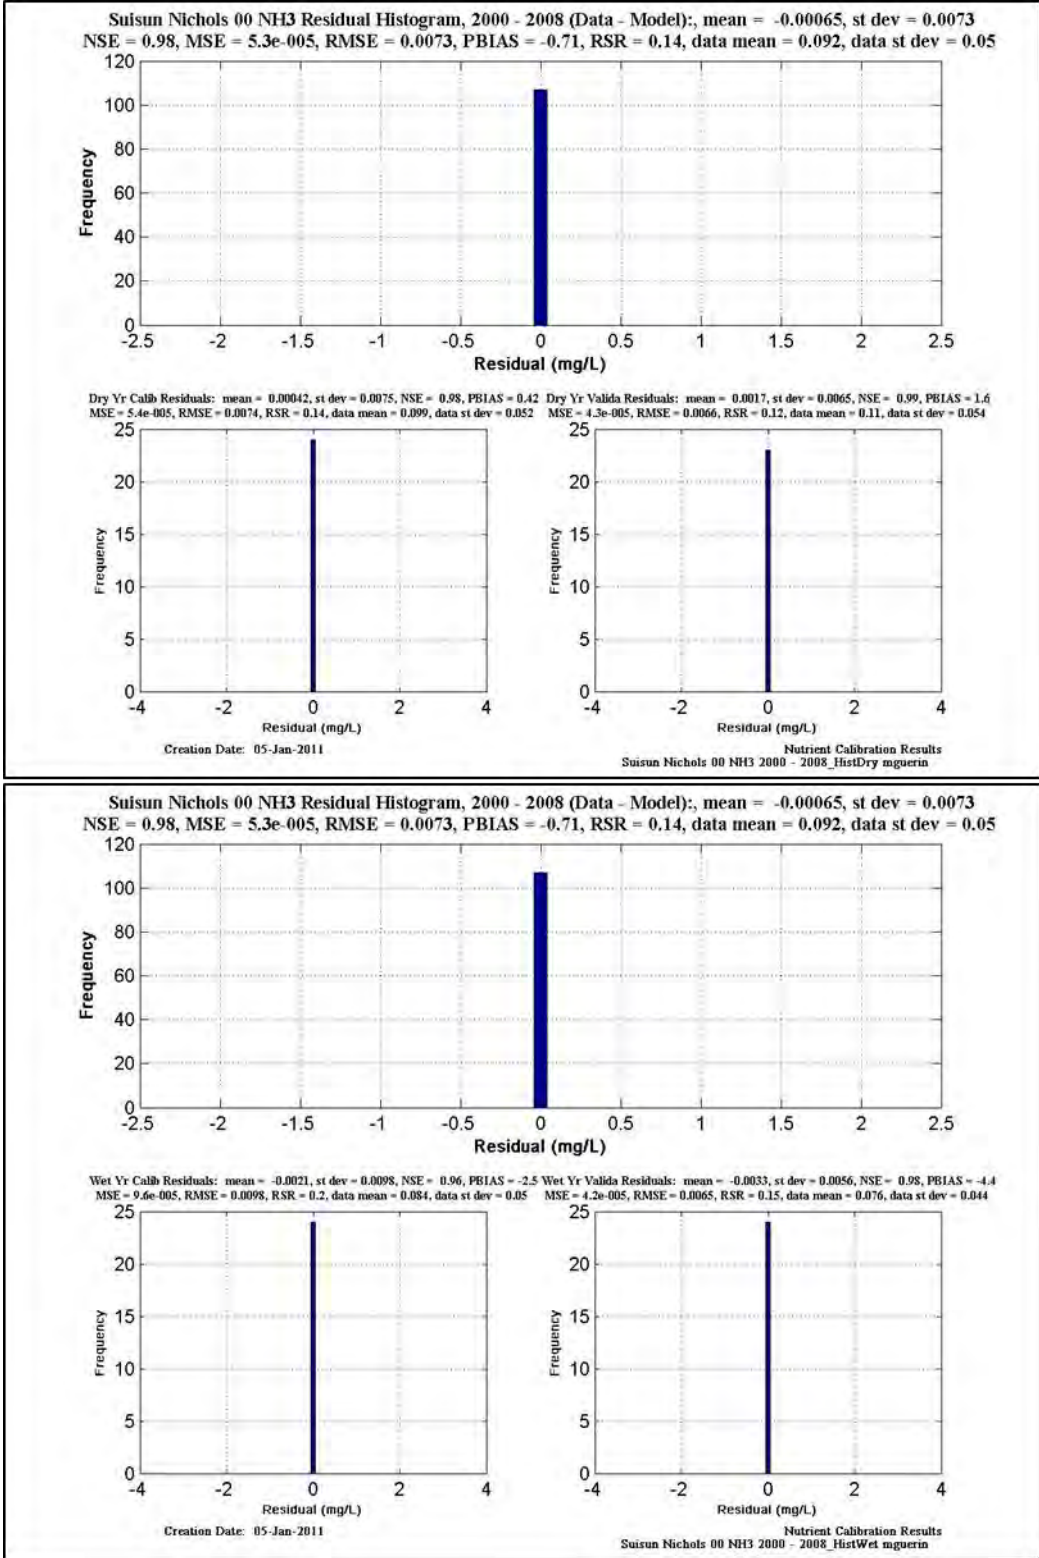 Suisun Nichols 00 NH3 Residual Histogram, 2000 - 2008 (Data - Model):, mean = -0.00065, st dev = 0.0073
NSE = 0.98, MSE = 5.3e-005, RMSE = 0.0073, PBIAS = -0.71, RSR = 0.14, data mean = 0.092, data st dev = 0.05
120
100
80
60
40
20
0
Frequency
-2.5 -2 -1.5 -1 -0.5 0 0.5 1 1.5 2 2.5
Residual (mg/L)
Dry Yr Calib Residuals: mean = 0.00042, st dev = 0.0075, NSE = 0.98, PBIAS = 0.42
MSE = 5.4e-005, RMSE = 0.0074, RSR = 0.14, data mean = 0.099, data st dev = 0.052
25
20
15
10
5
0
Frequency
-4 -2 0 2 4
Residual (mg/L)
Creation Date: 05-Jan-2011
Dry Yr Valida Residuals: mean = 0.0017, st dev = 0.0065, NSE = 0.99, PBIAS = 1.6
MSE = 4.3e-005, RMSE = 0.0066, RSR = 0.12, data mean = 0.11, data st dev = 0.054
25
20
15
10
5
0
Frequency
-4 -2 0 2 4
Residual (mg/L)
Nutrient Calibration Results
Suisun Nichols 00 NH3 2000 - 2008_HistDry mguerin
Suisun Nichols 00 NH3 Residual Histogram, 2000 - 2008 (Data - Model):, mean = -0.00065, st dev = 0.0073
NSE = 0.98, MSE = 5.3e-005, RMSE = 0.0073, PBIAS = -0.71, RSR = 0.14, data mean = 0.092, data st dev = 0.05
120
100
80
60
40
20
0
Frequency
-2.5 -2 -1.5 -1 -0.5 0 0.5 1 1.5 2 2.5
Residual (mg/L)
Wet Yr Calib Residuals: mean = -0.0021, st dev = 0.0098, NSE = 0.96, PBIAS = -2.5
MSE = 9.6e-005, RMSE = 0.0098, RSR = 0.2, data mean = 0.084, data st dev = 0.05
25
20
15
10
5
0
Frequency
-4 -2 0 2 4
Residual (mg/L)
Creation Date: 05-Jan-2011
Wet Yr Valida Residuals: mean = -0.0033, st dev = 0.0056, NSE = 0.98, PBIAS = -4.4
MSE = 4.2e-005, RMSE = 0.0065, RSR = 0.15, data mean = 0.076, data st dev = 0.044
25
20
15
10
5
0
Frequency
-4 -2 0 2 4
Residual (mg/L)
Nutrient Calibration Results
Suisun Nichols 00 NH3 2000 - 2008_HistWet mguerin